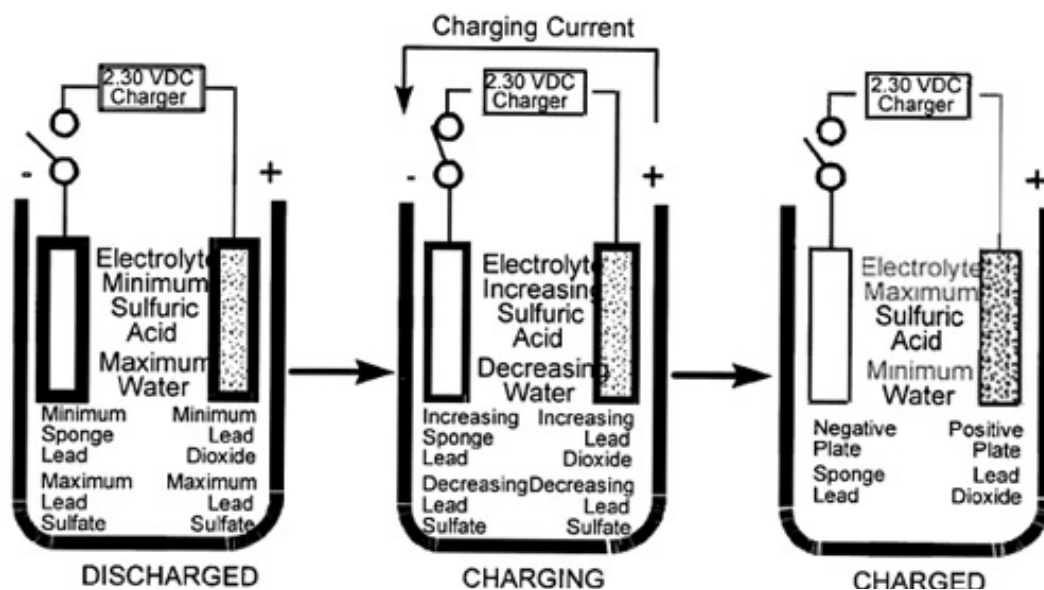 Charging Current
2.30 VDC
Charger
-
+
Electrolyte
Minimum
Sulfuric
Acid
Maximum
Water
Minimum
Sponge
Lead
Minimum
Lead
Dioxide
Maximum
Lead
Sulfate
Maximum
Lead
Sulfate
DISCHARGED
2.30 VDC
Charger
-
+
Electrolyte
Increasing
Sulfuric
Acid
Decreasing
Water
Increasing
Sponge
Lead
Increasing
Lead
Dioxide
Decreasing
Lead
Sulfate
Decreasing
Lead
Sulfate
CHARGING
2.30 VDC
Charger
-
+
Electrolyte
Maximum
Sulfuric
Acid
Minimum
Water
Negative
Plate
Sponge
Lead
Positive
Plate
Lead
Dioxide
CHARGED